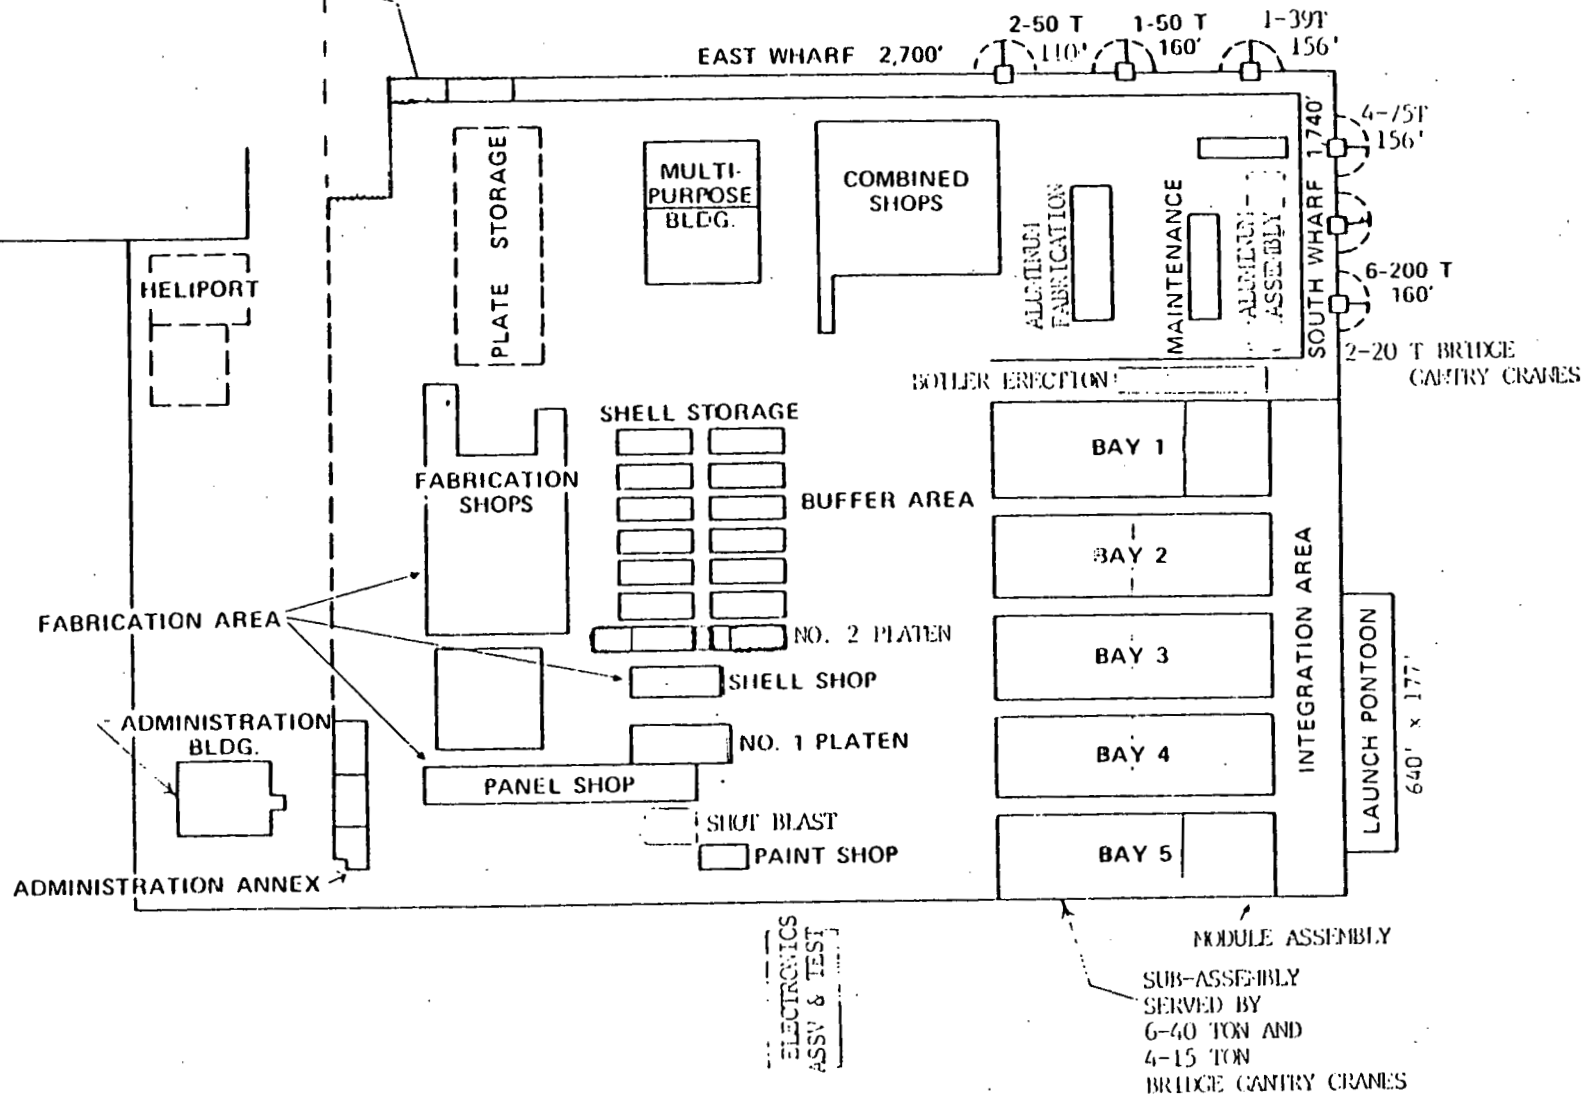 2-50 T
110'
1-50 T
160'
1-39T
156'
EAST WHARF 2,700'
4-75T
156'
PLATE STORAGE
MULTI-
PURPOSE
BLDG.
COMBINED
SHOPS
ALUMINUM
FABRICATION
MAINTENANCE
ALUMINUM
ASSEMBLY
SOUTH WHARF 1,740'
6-200 T
160'
HELIPORT
2-20 T BRIDGE
GANTRY CRANES
BOILER ERECTION
SHELL STORAGE
BAY 1
FABRICATION
SHOPS
BUFFER AREA
BAY 2
INTEGRATION AREA
FABRICATION AREA
NO. 2 PLATEN
BAY 3
SHELL SHOP
LAUNCH PONTOON
640' x 177'
ADMINISTRATION
BLDG.
NO. 1 PLATEN
BAY 4
PANEL SHOP
SHOT BLAST
PAINT SHOP
BAY 5
ADMINISTRATION ANNEX
ELECTRONICS
ASSY & TEST
MODULE ASSEMBLY
SUB-ASSEMBLY
SERVED BY
6-40 TON AND
4-15 TON
BRIDGE GANTRY CRANES